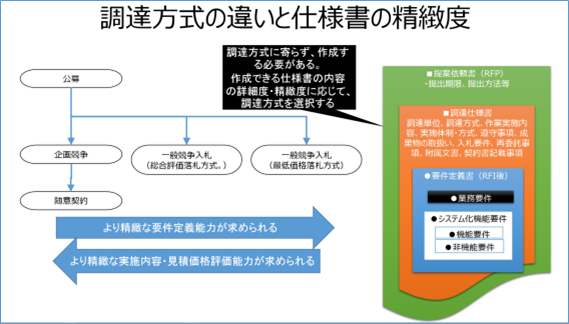 調達方式の違いと仕様書の精緻度
調達方式に寄らず、作成する
必要がある。
作成できる仕様書の内容
の詳細度・精緻度に応じて、
調達方式を選択する
公募
企画競争
一般競争入札
(総合評価落札方式。)
一般競争入札
(最低価格落札方式)
随意契約
より精緻な要件定義能力が求められる
より精緻な実施内容・見積価格評価能力が求められる
■提案依頼書(RFP)
・提出期限、提出方法等
■調達仕様書
調達単位、調達方式、作業実施内
容、実施体制・方式、遵守事項、成
果物の取扱い、入札要件、再委託事
項、附属文書、契約書記載事項
●要件定義書(RFI後)
●業務要件
●システム化機能要件
●機能要件
●非機能要件